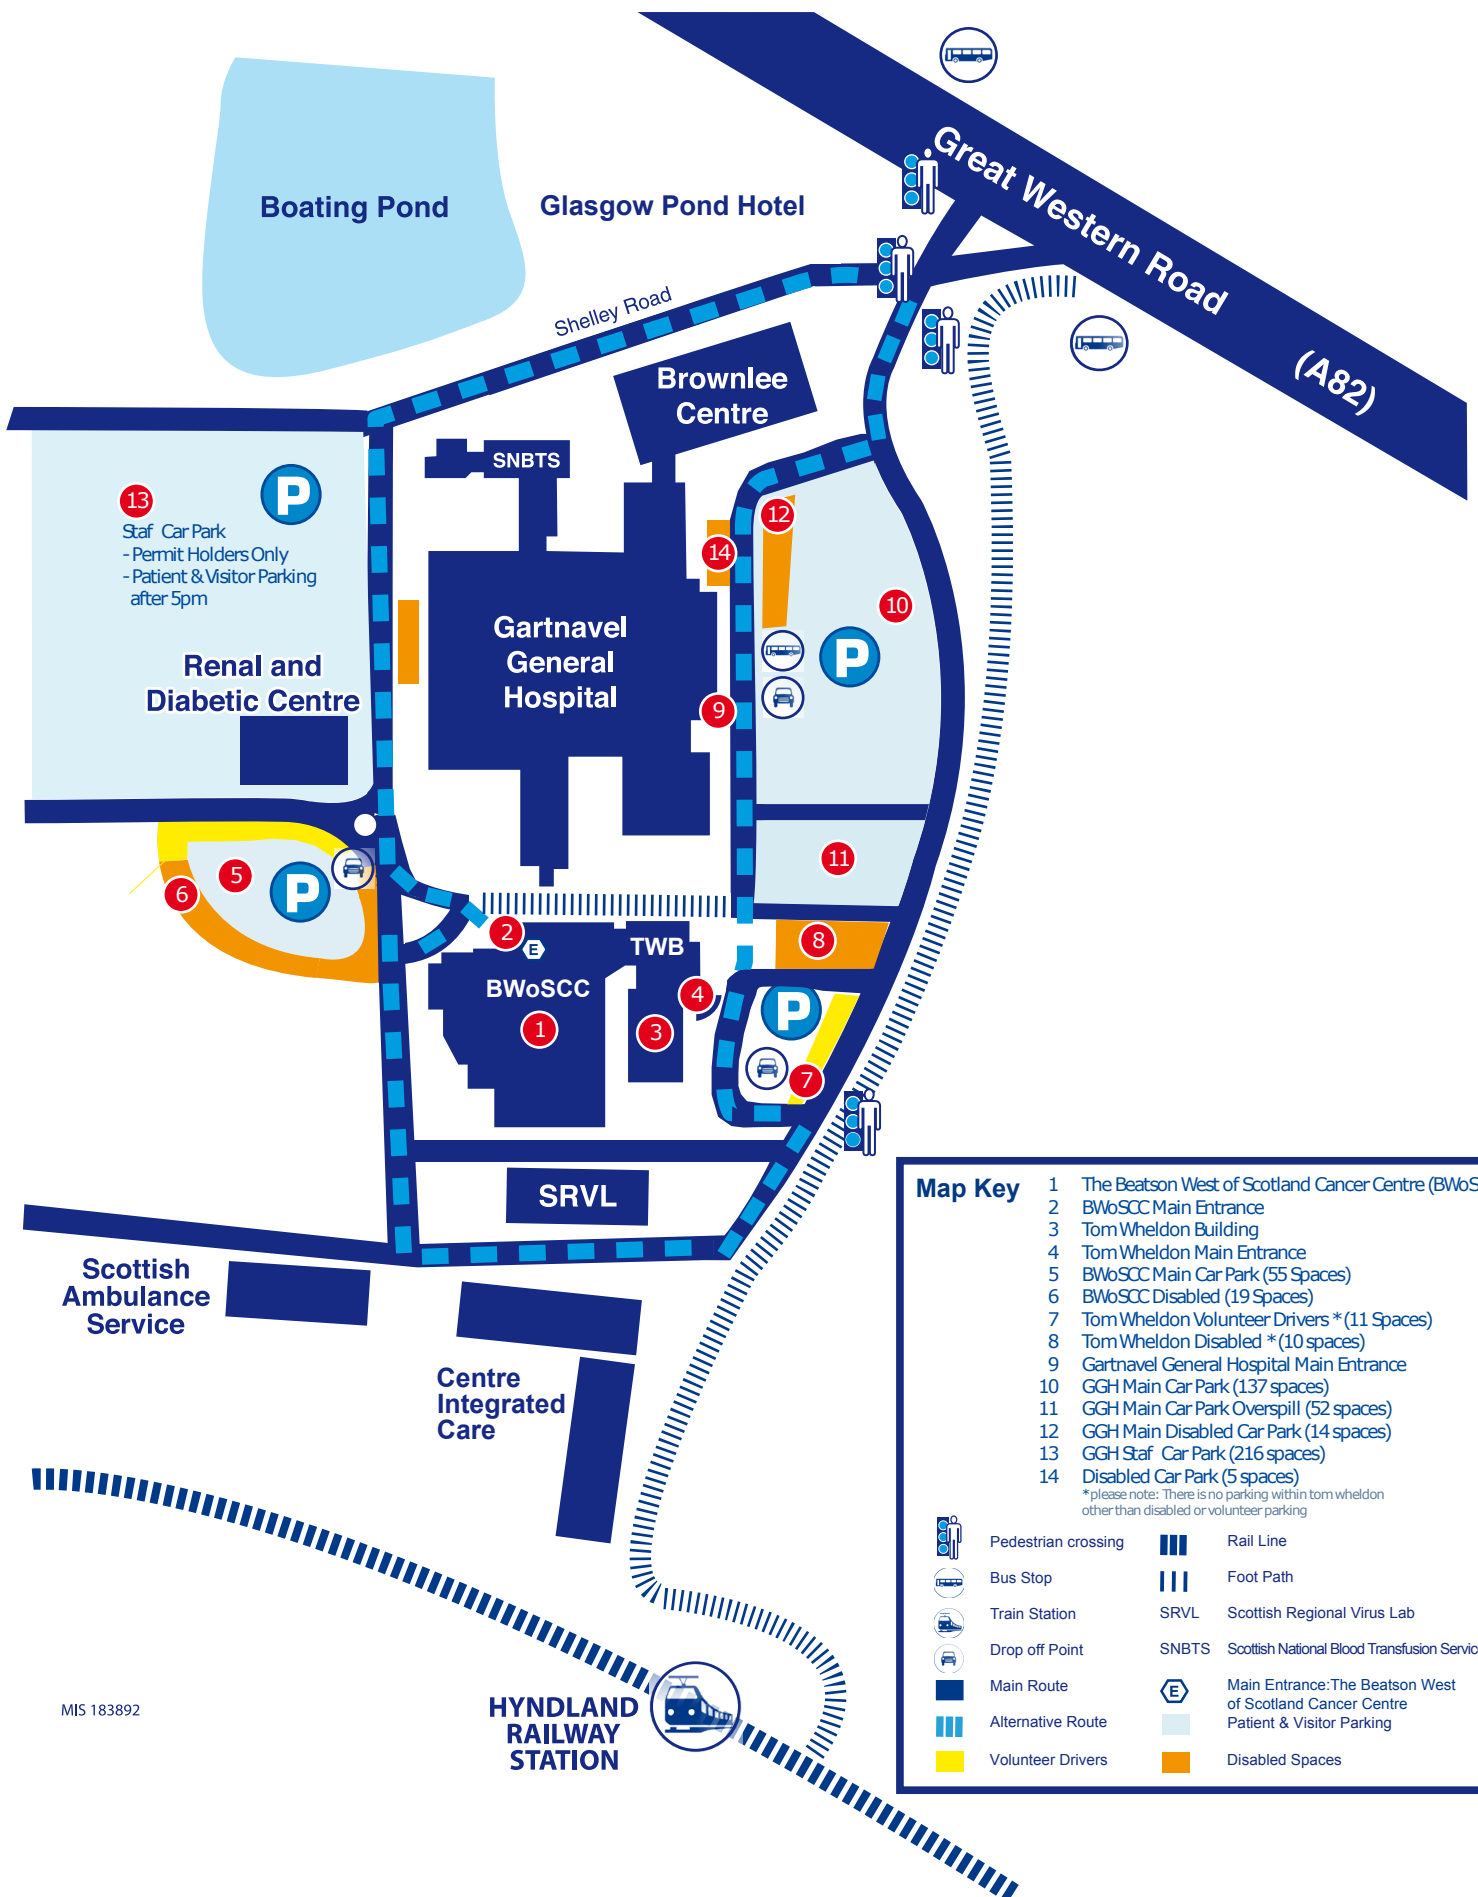 Great Western Road
(A82)
Boating Pond
Glasgow Pond Hotel
Shelley Road
Brownlee
Centre
SNBTS
13
P
Staf Car Park
- Permit Holders Only
- Patient & Visitor Parking
after 5pm
12
14
10
Gartnavel
General
Hospital
P
Renal and
Diabetic Centre
9
11
5
P
6
2
E
TWB
8
BWoSCC
4
P
1
3
7
SRVL
Scottish
Ambulance
Service
Centre
Integrated
Care
HYNDLAND
RAILWAY
STATION
MIS 183892
Map Key
1 The Beatson West of Scotland Cancer Centre (BWoS
2 BWoSCC Main Entrance
3 Tom Wheldon Building
4 Tom Wheldon Main Entrance
5 BWoSCC Main Car Park (55 Spaces)
6 BWoSCC Disabled (19 Spaces)
7 Tom Wheldon Volunteer Drivers * (11 Spaces)
8 Tom Wheldon Disabled * (10 spaces)
9 Gartnavel General Hospital Main Entrance
10 GGH Main Car Park (137 spaces)
11 GGH Main Car Park Overspill (52 spaces)
12 GGH Main Disabled Car Park (14 spaces)
13 GGH Staf Car Park (216 spaces)
14 Disabled Car Park (5 spaces)
* please note: There is no parking within tom wheldon
other than disabled or volunteer parking
Pedestrian crossing
Rail Line
Bus Stop
Foot Path
Train Station
SRVL Scottish Regional Virus Lab
Drop off Point
SNBTS Scottish National Blood Transfusion Servic
Main Route
E Main Entrance: The Beatson West
of Scotland Cancer Centre
Alternative Route
Patient & Visitor Parking
Volunteer Drivers
Disabled Spaces